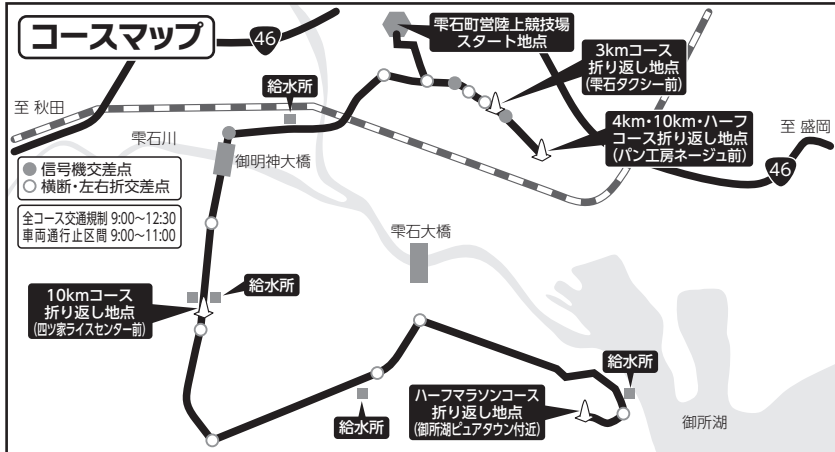 コースマップ
46
雫石町営陸上競技場
スタート地点
3kmコース
折り返し地点
(雫石タクシー前)
給水所
至 秋田
4km・10km・ハーフ
コース折り返し地点
(パン工房ネージュ前)
至 盛岡
46
雫石川
御明神大橋
信号機交差点
横断・左右折交差点
全コース交通規制 9:00〜12:30
車両通行止区間 9:00〜11:00
雫石大橋
10kmコース
折り返し地点
(四ツ家ライスセンター前)
給水所
給水所
ハーフマラソンコース
折り返し地点
(御所湖ピュアタウン付近)
給水所
御所湖